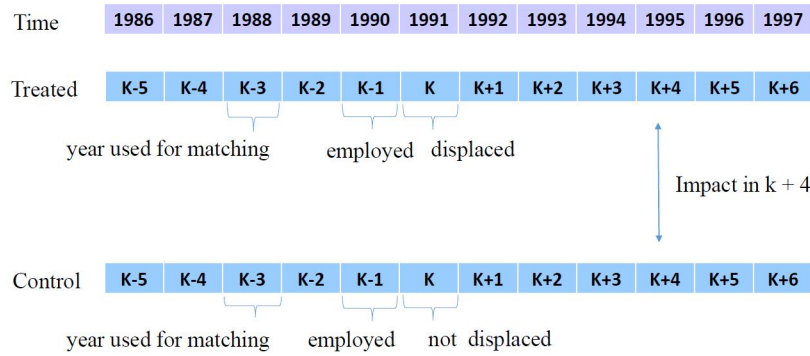 Time 1986 1987 1988 1989 1990 1991 1992 1993 1994 1995 1996 1997
Treated K-5 K-4 K-3 K-2 K-1 K K+1 K+2 K+3 K+4 K+5 K+6
year used for matching employed displaced
Impact in k + 4
Control K-5 K-4 K-3 K-2 K-1 K K+1 K+2 K+3 K+4 K+5 K+6
year used for matching employed not displaced